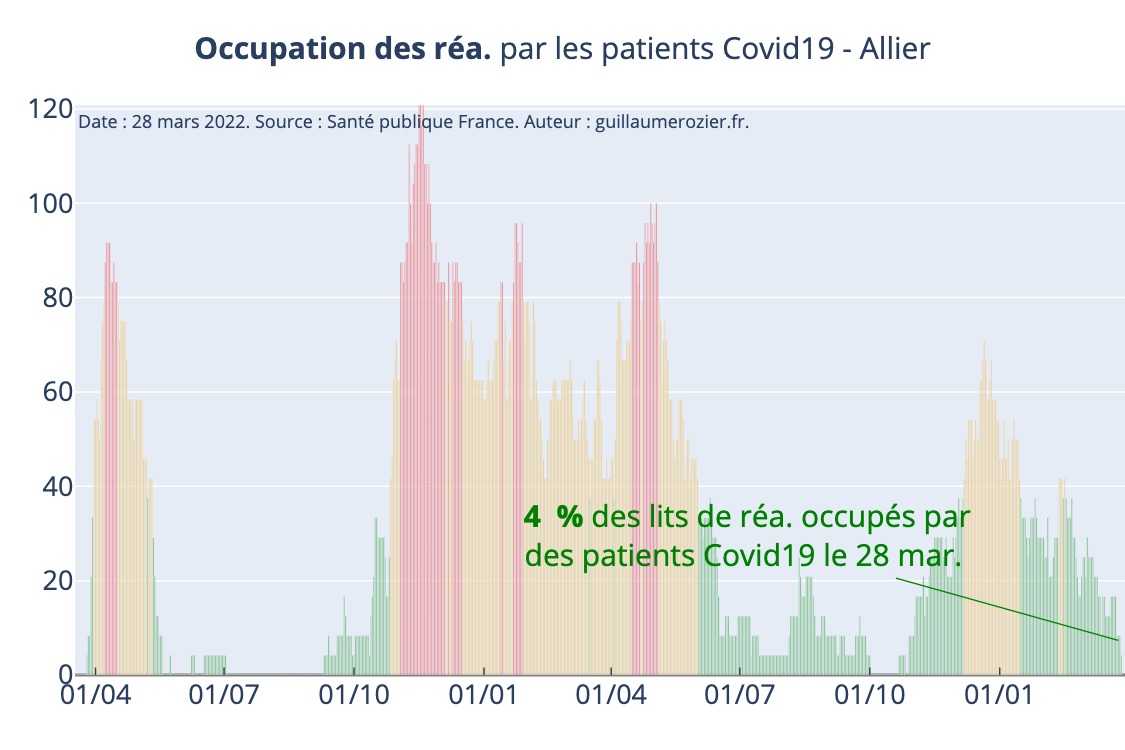 Occupation des réa. par les patients Covid19 - Allier
120
Date : 28 mars 2022. Source : Santé publique France. Auteur : guillaumerozier.fr.
100
80
60
40
4 % des lits de réa. occupés par
des patients Covid19 le 28 mar.
20
0
01/04 01/07 01/10 01/01 01/04 01/07 01/10 01/01